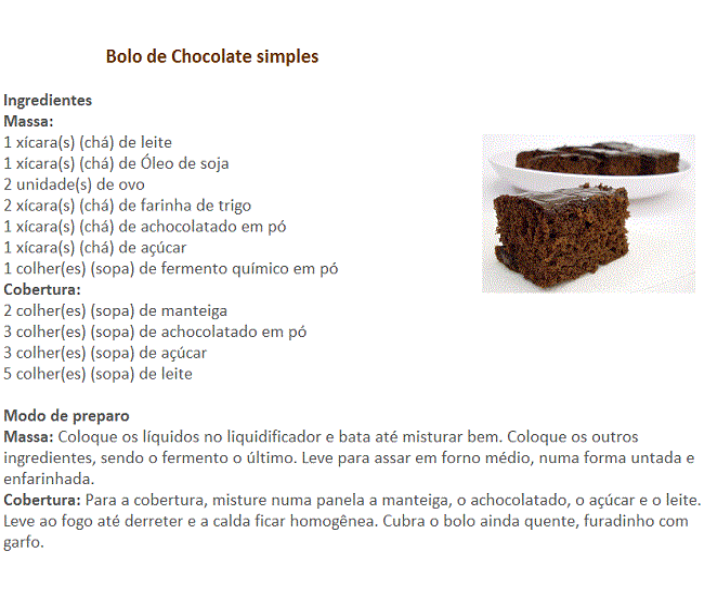 Bolo de Chocolate simples
Ingredientes
Massa:
1 xícara(s) (chá) de leite
1 xícara(s) (chá) de Óleo de soja
2 unidade(s) de ovo
2 xícara(s) (chá) de farinha de trigo
1 xícara(s) (chá) de achocolatado em pó
1 xícara(s) (chá) de açúcar
1 colher(es) (sopa) de fermento químico em pó
Cobertura:
2 colher(es) (sopa) de manteiga
3 colher(es) (sopa) de achocolatado em pó
3 colher(es) (sopa) de açúcar
5 colher(es) (sopa) de leite
Modo de preparo
Massa: Coloque os líquidos no liquidificador e bata até misturar bem. Coloque os outros
ingredientes, sendo o fermento o último. Leve para assar em forno médio, numa forma untada e
enfarinhada.
Cobertura: Para a cobertura, misture numa panela a manteiga, o achocolatado, o açúcar e o leite.
Leve ao fogo até derreter e a calda ficar homogênea. Cubra o bolo ainda quente, furadinho com
garfo.